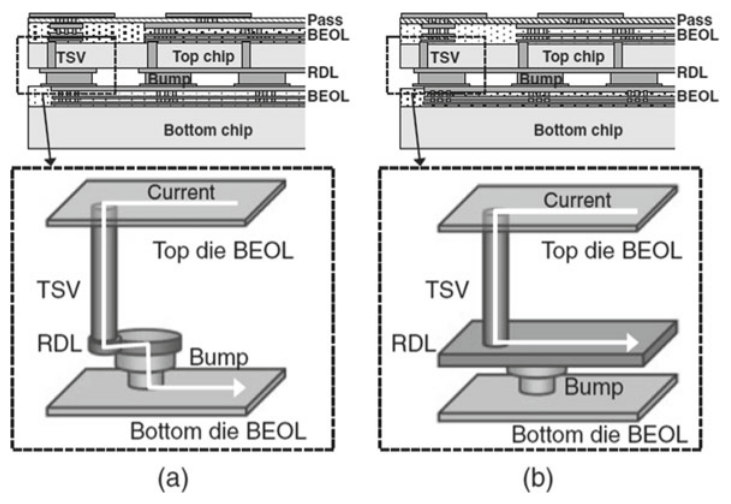 Pass
BEOL
TSV
Top chip
RDL
Bump
BEOL
Bottom chip
Current
Top die BEOL
TSV
RDL
Bump
Bottom die BEOL
(a)
Pass
BEOL
TSV
Top chip
RDL
Bump
BEOL
Bottom chip
Current
Top die BEOL
TSV
RDL
Bump
Bottom die BEOL
(b)